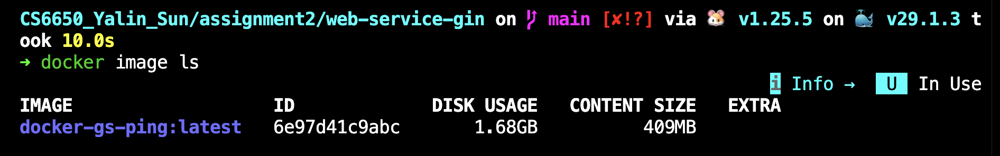 CS6650_Yalin_Sun/assignment2/web-service-gin on main [✘!?] via 🐹 v1.25.5 on 🐳 v29.1.3 t
ook 10.0s
➜ docker image ls
i Info → U In Use
IMAGE ID DISK USAGE CONTENT SIZE EXTRA
docker-gs-ping:latest 6e97d41c9abc 1.68GB 409MB